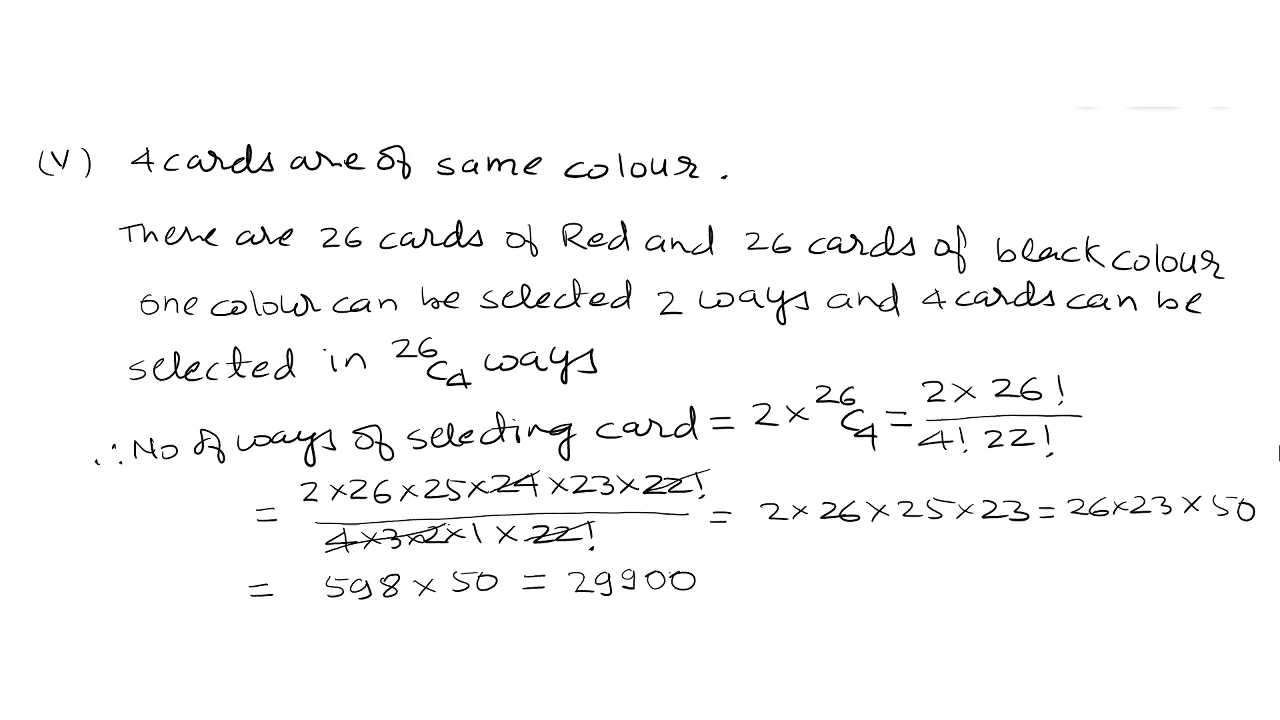 (V) 4 cards are of same colour.
There are 26 cards of Red and 26 cards of black colour
one colour can be selected 2 ways and 4 cards can be
selected in ²⁶C₄ ways
∴ No of ways of selecting card = 2 × ²⁶C₄ = 2 × 26! / 4! 22!
= 2 × 26 × 25 × 24 × 23 × 22! / 4 × 3 × 2 × 1 × 22! = 2 × 26 × 25 × 23 = 26 × 23 × 50
= 598 × 50 = 29900